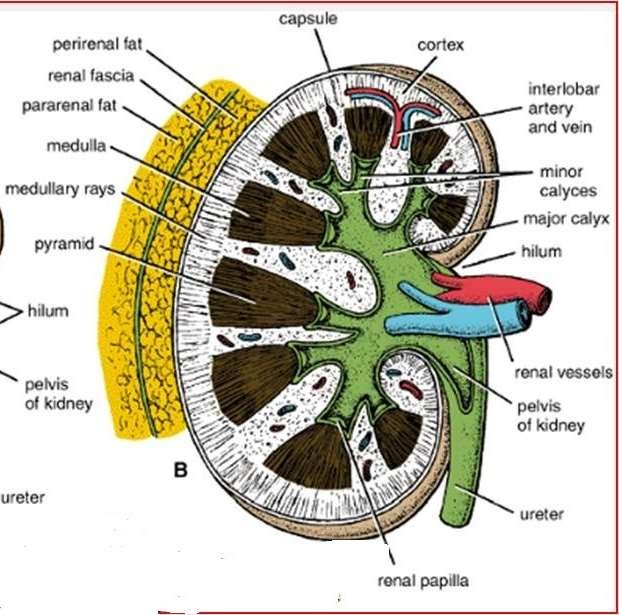 capsule
perirenal fat
cortex
renal fascia
interlobar
artery
and vein
pararenal fat
medulla
minor
calyces
medullary rays
major calyx
pyramid
hilum
hilum
renal vessels
pelvis
of kidney
pelvis
of kidney
B
ureter
ureter
renal papilla